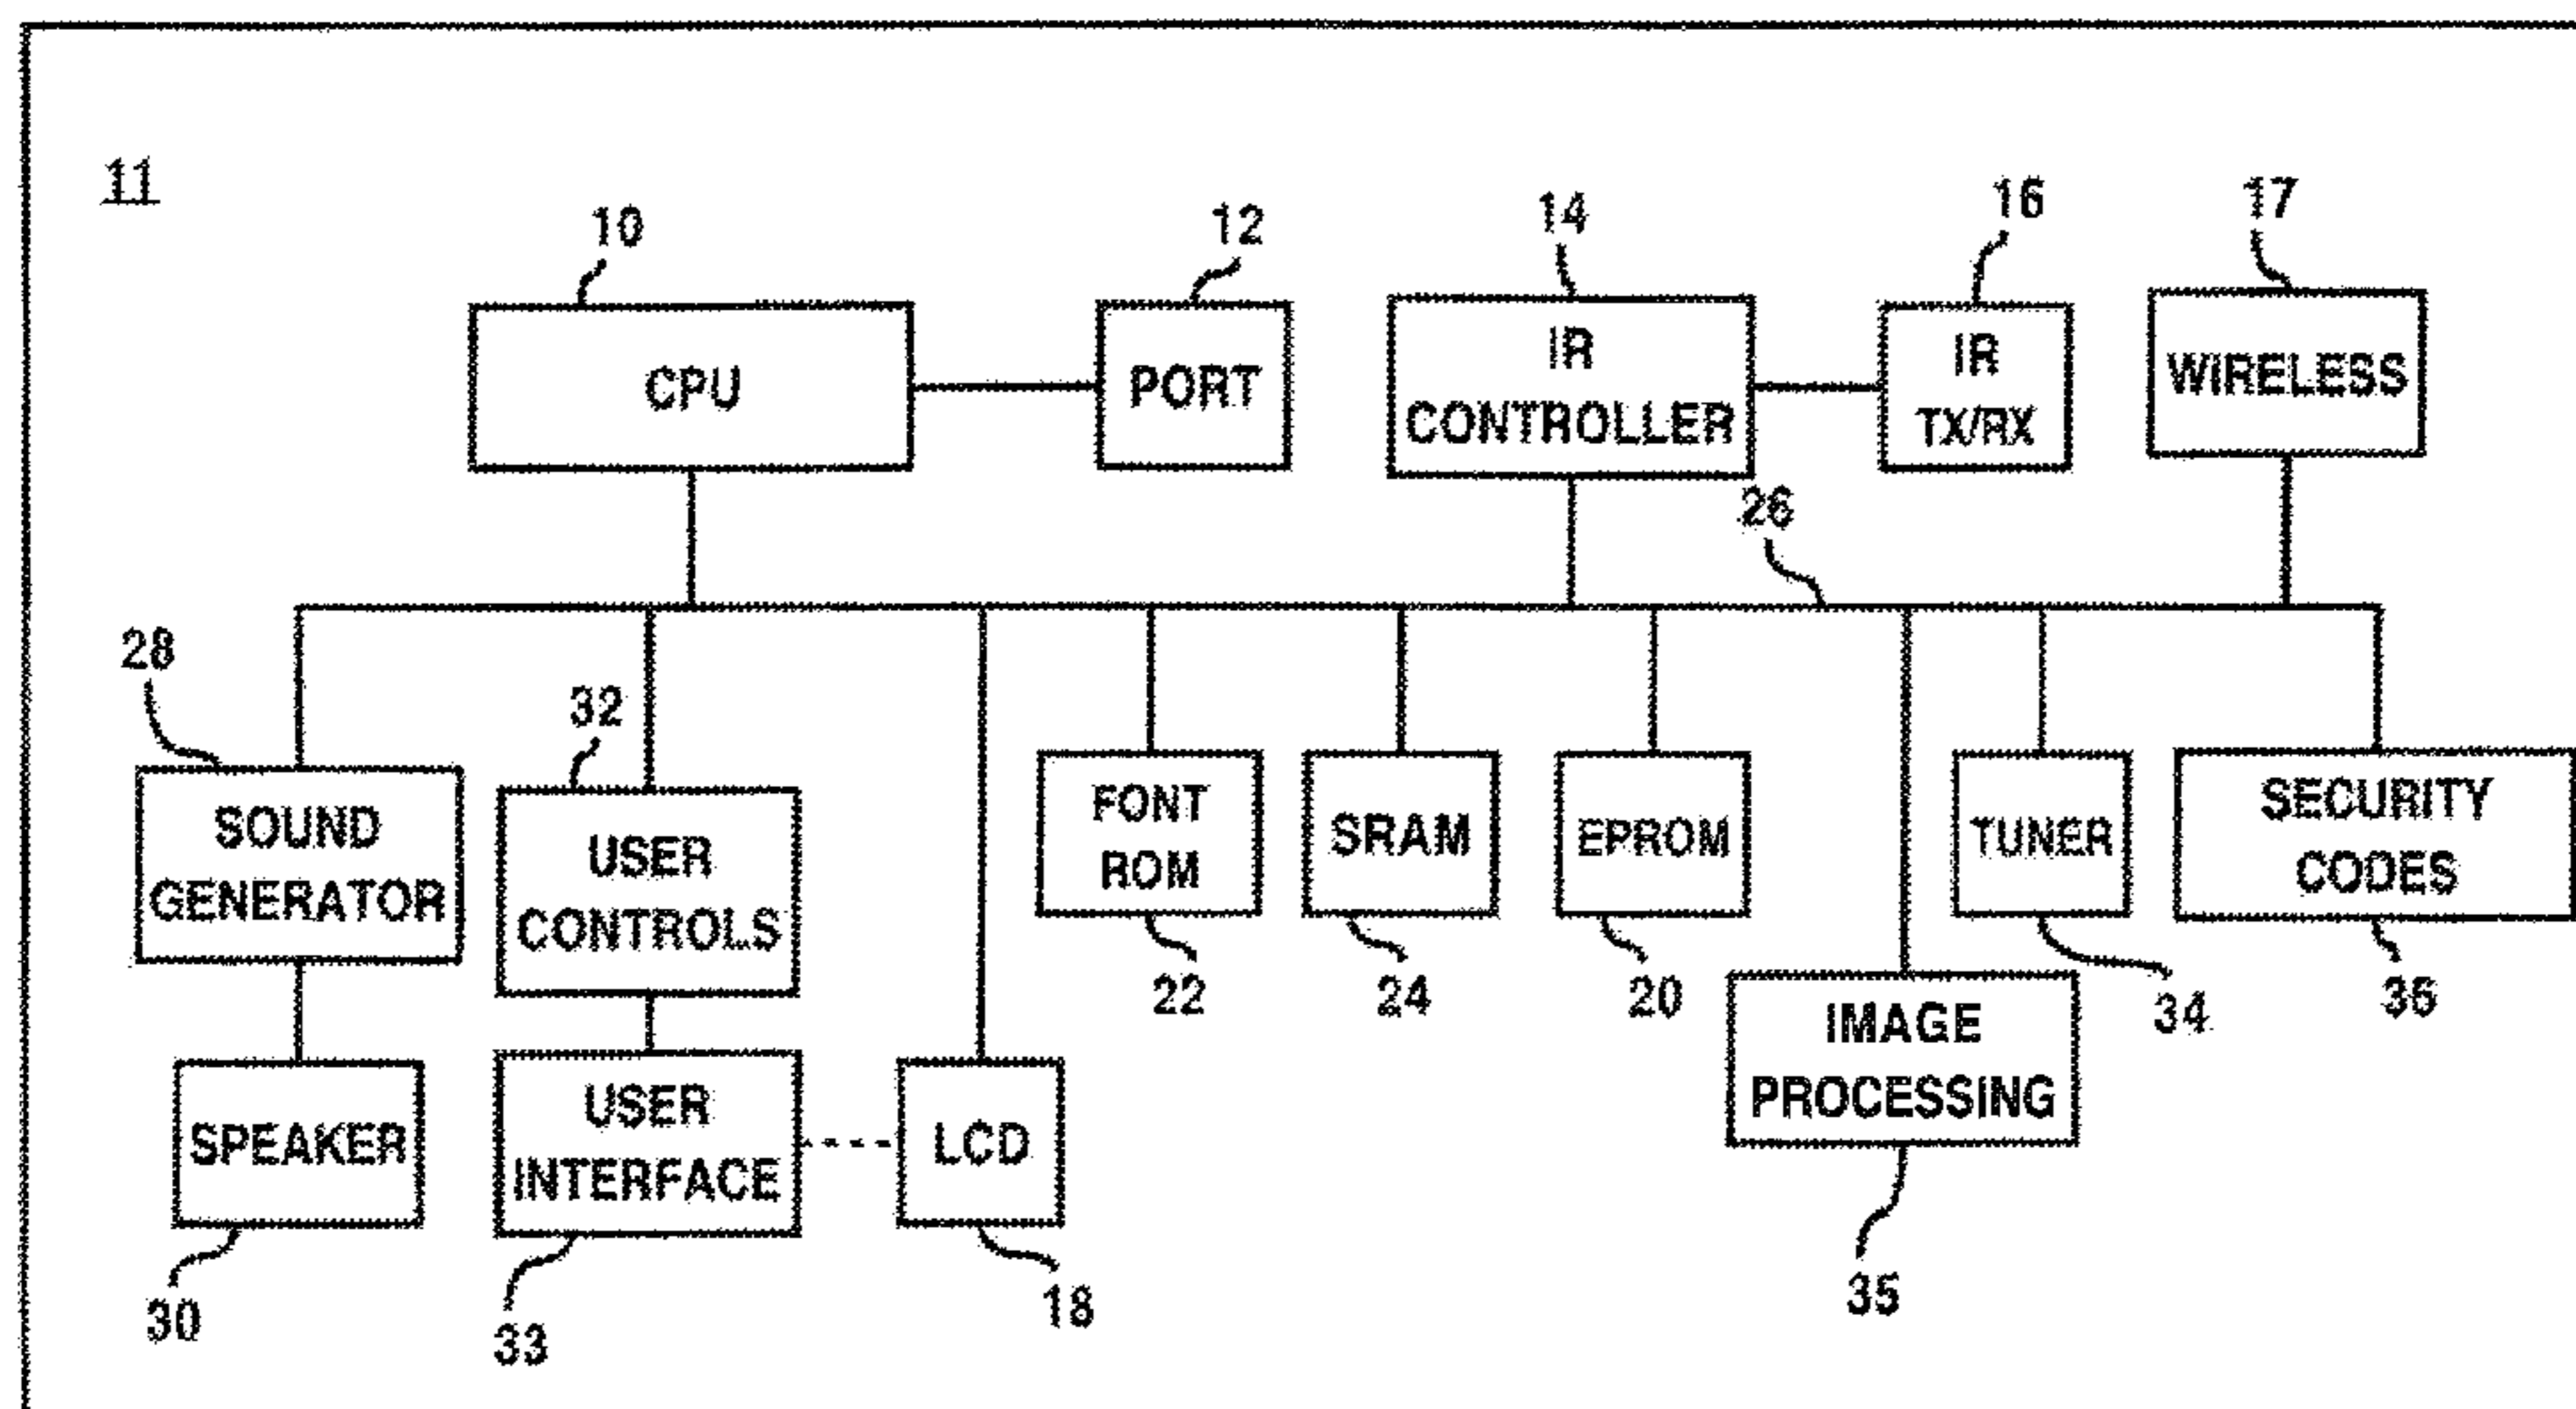 11
10
12
14
16
17
CPU
PORT
IR
CONTROLLER
IR
TX/RX
WIRELESS
26
28
32
SOUND
GENERATOR
USER
CONTROLS
FONT
ROM
SRAM
EPROM
TUNER
SECURITY
CODES
22
24
20
34
36
IMAGE
PROCESSING
SPEAKER
USER
INTERFACE
LCD
30
33
18
35